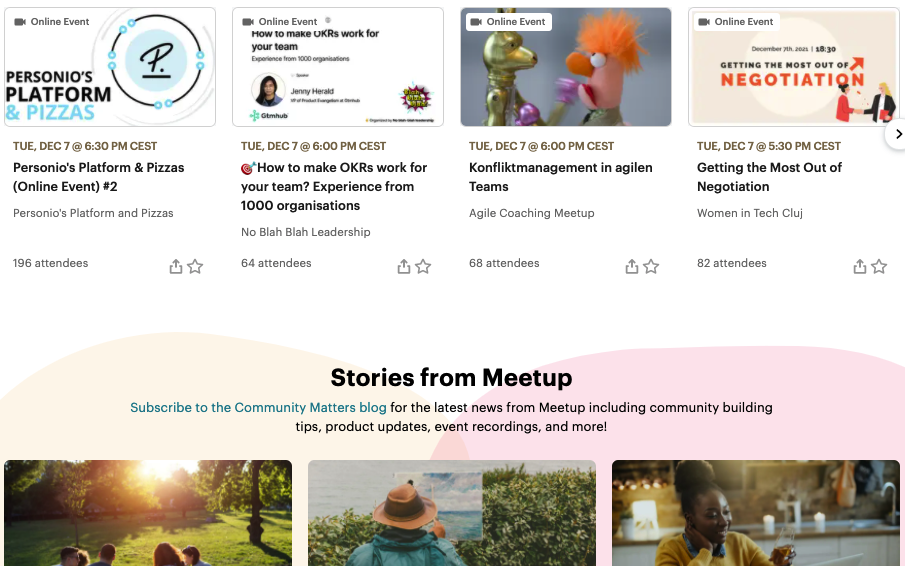 Online Event
PERSONIO'S
PLATFORM
& PIZZAS
P.
TUE, DEC 7 @ 6:30 PM CEST
Personio's Platform & Pizzas
(Online Event) #2
Personio's Platform and Pizzas
196 attendees
Online Event
How to make OKRs work for
your team
Experience from 1000 organisations
Speaker
Jenny Herald
VP of Product Evangelism at Gtmhub
Gtmhub
Organized by No blah blah leadership
TUE, DEC 7 @ 6:00 PM CEST
🎯How to make OKRs work for
your team? Experience from
1000 organisations
No Blah Blah Leadership
64 attendees
Online Event
TUE, DEC 7 @ 6:00 PM CEST
Konfliktmanagement in agilen
Teams
Agile Coaching Meetup
68 attendees
Online Event
December 7th, 2021 | 18:30
GETTING THE MOST OUT OF
NEGOTIATION
TUE, DEC 7 @ 5:30 PM CEST
Getting the Most Out of
Negotiation
Women in Tech Cluj
82 attendees
Stories from Meetup
Subscribe to the Community Matters blog for the latest news from Meetup including community building
tips, product updates, event recordings, and more!